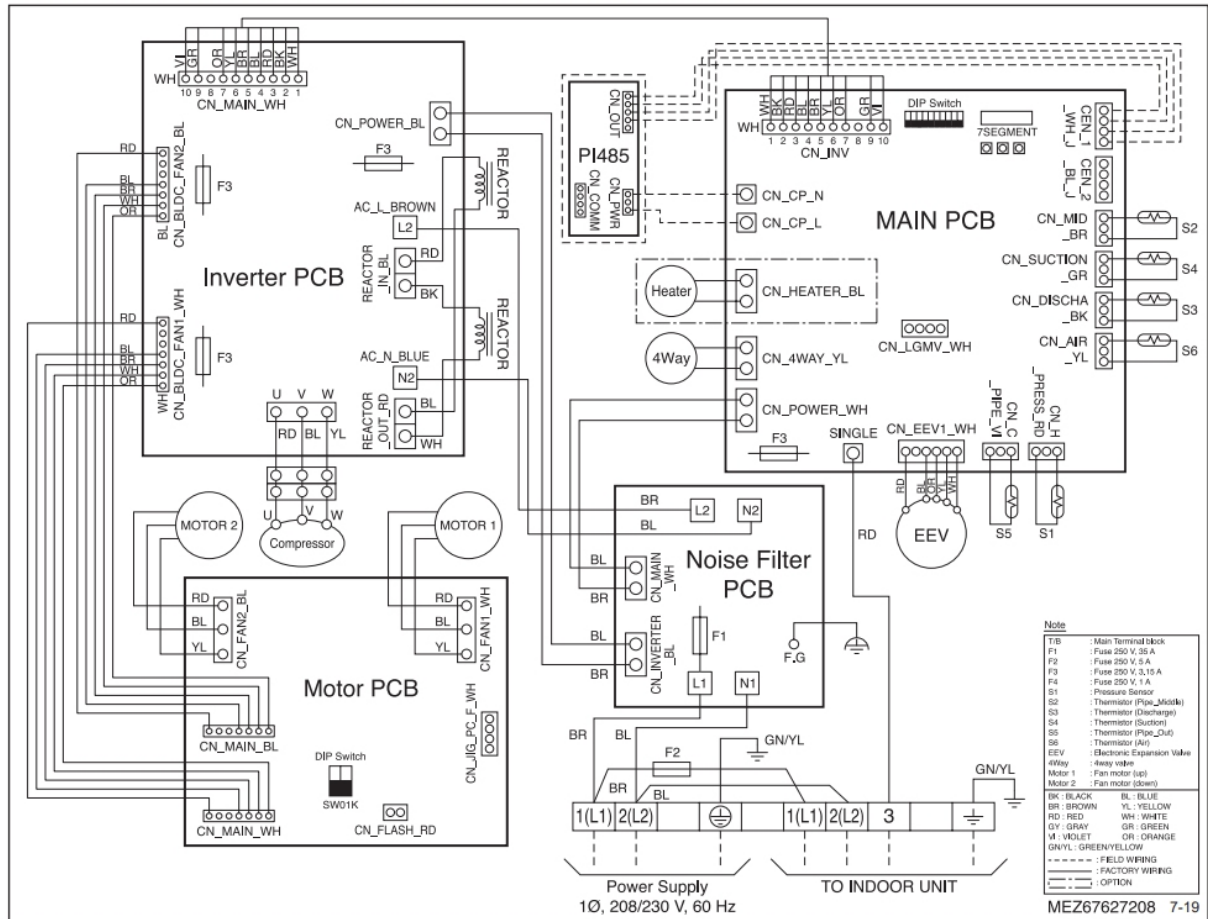 VI GR OR YL BR BL RD BK WH
WH
10 9 8 7 6 5 4 3 2 1
CN_MAIN_WH
CN_POWER_BL
F3
RD
BL
BR
WH
OR
BL
CN_BLDC_FAN2_BL
F3
REACTOR
AC_L_BROWN
L2
RD
REACTOR
_IN_BL
BK
Inverter PCB
RD
BL
BR
WH
OR
WH
CN_BLDC_FAN1_WH
F3
REACTOR
AC_N_BLUE
N2
BL
REACTOR
_OUT_RD
WH
U V W
RD BL YL
U V W
Compressor
MOTOR 2
MOTOR 1
RD
BL
YL
CN_FAN2_BL
RD
BL
YL
CN_FAN1_WH
Motor PCB
CN_MAIN_BL
CN_JIG_PC_F_WH
DIP Switch
SW01K
CN_MAIN_WH
CN_FLASH_RD
CN_OUT
PI485
CN_COMM
CN_PWR
WH BK RD BL BR YL OR GR VI
WH
1 2 3 4 5 6 7 8 9 10
CN_INV
DIP Switch
7SEGMENT
CEN_1
_WH_J
CEN_2
_BL_J
CN_CP_N
CN_CP_L
MAIN PCB
CN_MID
_BR
S2
CN_SUCTION
_GR
S4
CN_DISCHA
_BK
S3
CN_AIR
_YL
S6
Heater
CN_HEATER_BL
4Way
CN_4WAY_YL
CN_LGMV_WH
CN_POWER_WH
F3
SINGLE
CN_EEV1_WH
CN_C
_PIPE_VI
CN_H
_PRESS_RD
RD BL OR YL WH
EEV
S5
S1
RD
BR
L2
N2
BL
Noise Filter
PCB
BL
BR
CN_MAIN
_WH
F1
BL
BR
CN_INVERTER
_BL
F.G
L1
N1
BR
BL
GN/YL
F2
BR
BL
GN/YL
1(L1) 2(L2) 1(L1) 2(L2) 3
Power Supply
1Ø, 208/230 V, 60 Hz
TO INDOOR UNIT
Note
T/B : Main Terminal block
F1 : Fuse 250 V, 35 A
F2 : Fuse 250 V, 5 A
F3 : Fuse 250 V, 3.15 A
F4 : Fuse 250 V, 1 A
S1 : Pressure Sensor
S2 : Thermistor (Pipe_Middle)
S3 : Thermistor (Discharge)
S4 : Thermistor (Suction)
S5 : Thermistor (Pipe_Out)
S6 : Thermistor (Air)
EEV : Electronic Expansion Valve
4Way : 4way valve
Motor 1 : Fan motor (up)
Motor 2 : Fan motor (down)
BK : BLACK BL : BLUE
BR : BROWN YL : YELLOW
RD : RED WH : WHITE
GY : GRAY GR : GREEN
VI : VIOLET OR : ORANGE
GN/YL : GREEN/YELLOW
: FIELD WIRING
: FACTORY WIRING
: OPTION
MEZ67627208 7-19